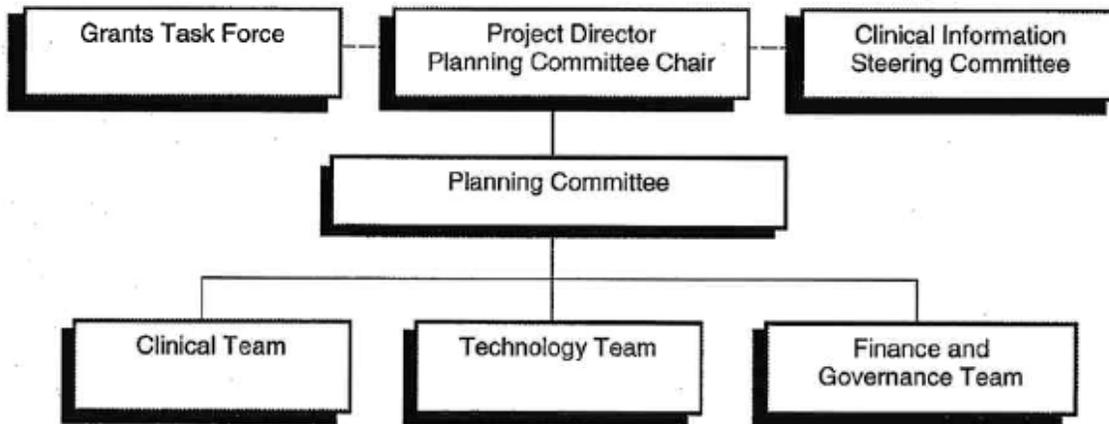 Grants Task Force
Project Director
Planning Committee Chair
Clinical Information
Steering Committee
Planning Committee
Clinical Team
Technology Team
Finance and
Governance Team